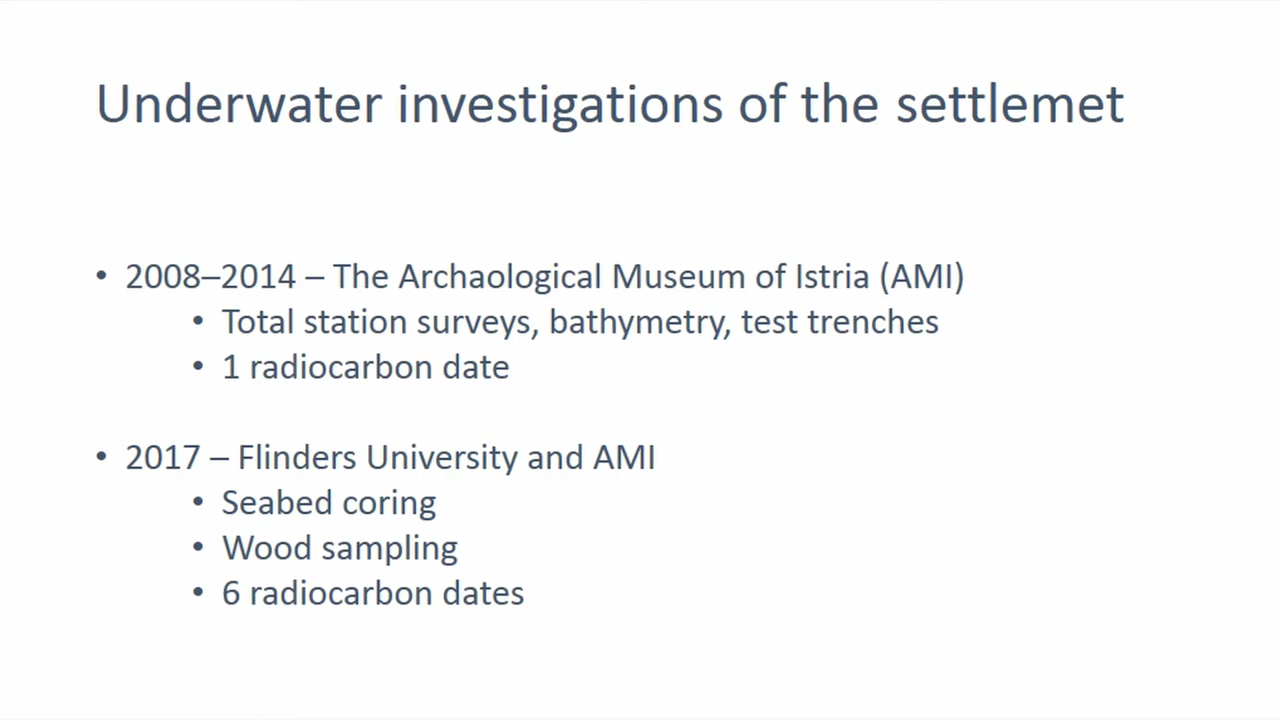 Underwater investigations of the settlemet
• 2008–2014 – The Archaological Museum of Istria (AMI)
• Total station surveys, bathymetry, test trenches
• 1 radiocarbon date
• 2017 – Flinders University and AMI
• Seabed coring
• Wood sampling
• 6 radiocarbon dates